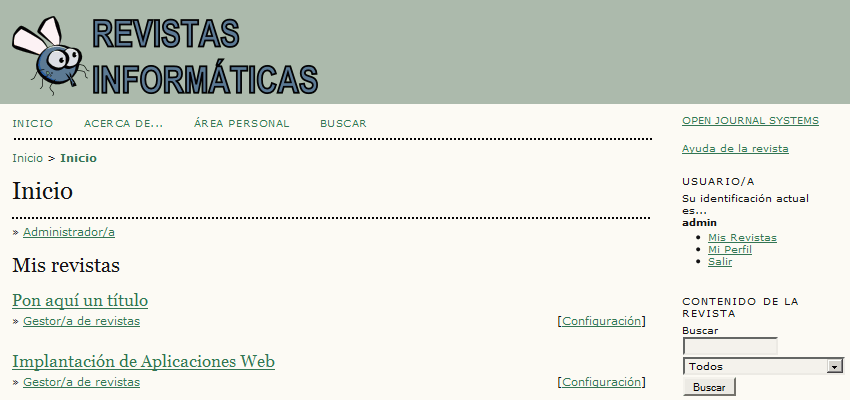 REVISTAS
INFORMÁTICAS
INICIO ACERCA DE... ÁREA PERSONAL BUSCAR
Inicio > Inicio
Inicio
» Administrador/a
Mis revistas
Pon aquí un título
» Gestor/a de revistas [Configuración]
Implantación de Aplicaciones Web
» Gestor/a de revistas [Configuración]
OPEN JOURNAL SYSTEMS
Ayuda de la revista
USUARIO/A
Su identificación actual
es...
admin
Mis Revistas
Mi Perfil
Salir
CONTENIDO DE LA
REVISTA
Buscar
Todos
Buscar